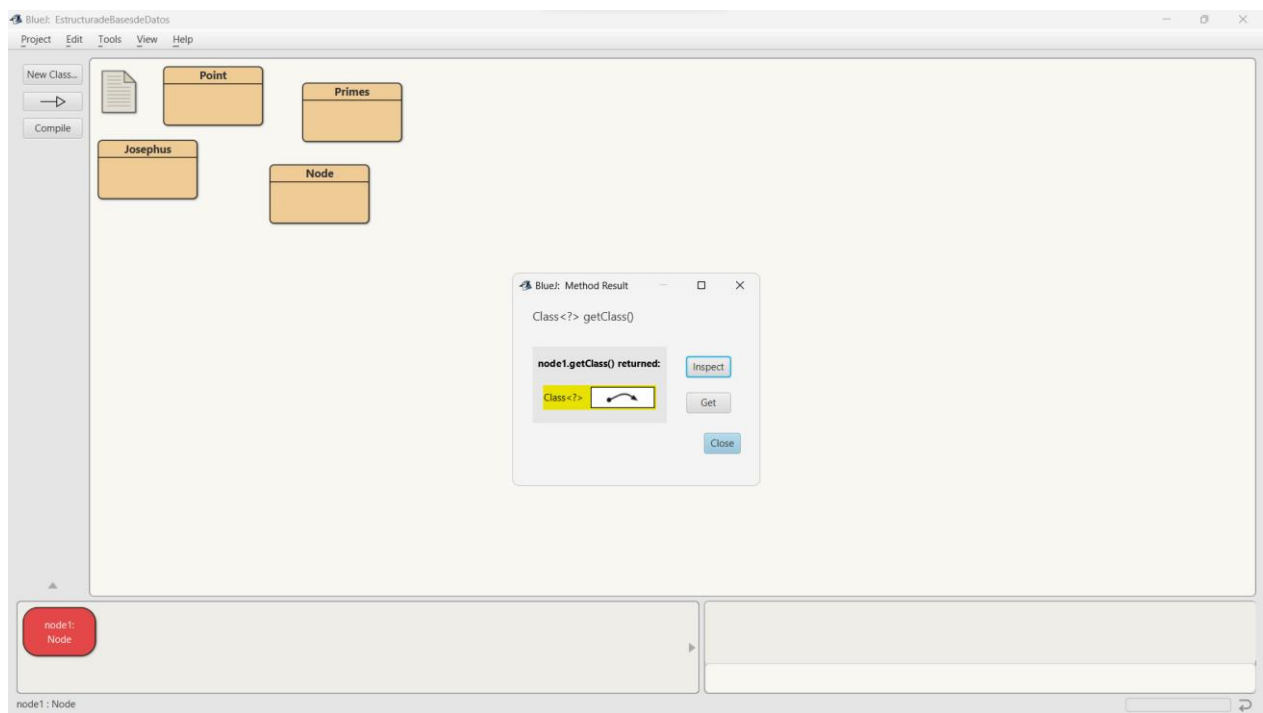 BlueJ: EstructuradeBasesdeDatos
Project Edit Tools View Help
New Class...
Compile
Point
Primes
Josephus
Node
BlueJ: Method Result
Class<?> getClass()
node1.getClass() returned:
Class<?>
Inspect
Get
Close
node1:
Node
node1 : Node